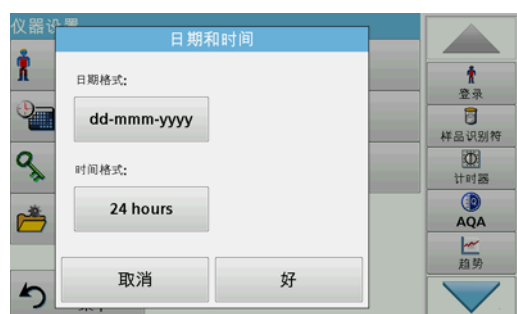 仪器设置
日期和时间
日期格式:
dd-mmm-yyyy
时间格式:
24 hours
取消
好
登录
样品识别符
计时器
AQA
趋势